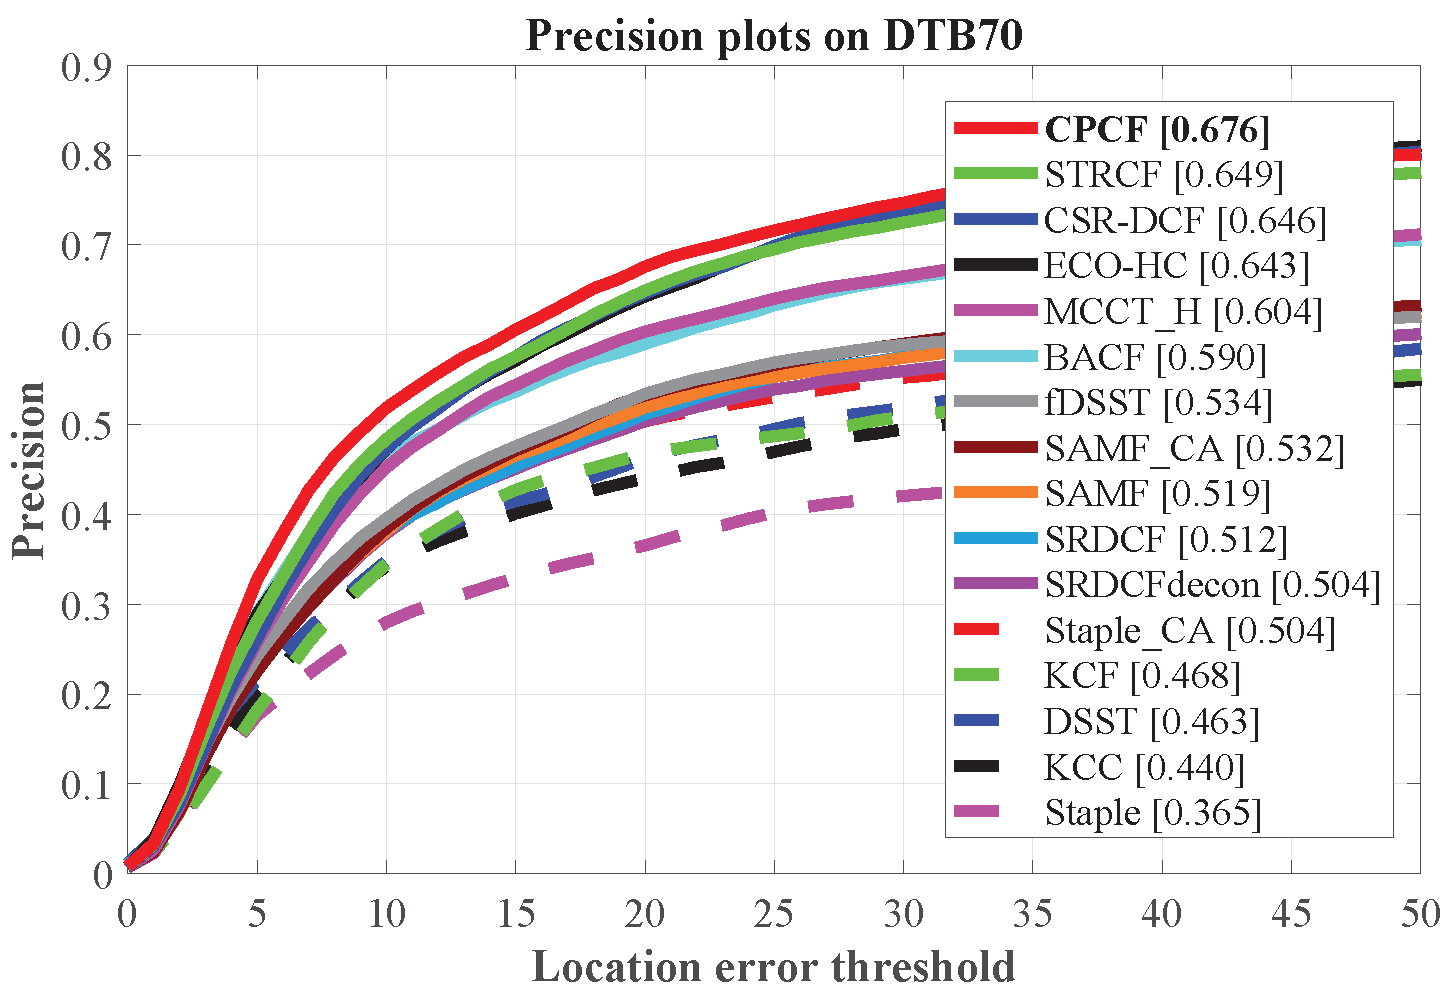 Precision plots on DTB70
0.9
0.8
0.7
0.6
0.5
0.4
0.3
0.2
0.1
0
Precision
CPCF [0.676]
STRCF [0.649]
CSR-DCF [0.646]
ECO-HC [0.643]
MCCT_H [0.604]
BACF [0.590]
fDSST [0.534]
SAMF_CA [0.532]
SAMF [0.519]
SRDCF [0.512]
SRDCFdecon [0.504]
Staple_CA [0.504]
KCF [0.468]
DSST [0.463]
KCC [0.440]
Staple [0.365]
0 5 10 15 20 25 30 35 40 45 50
Location error threshold